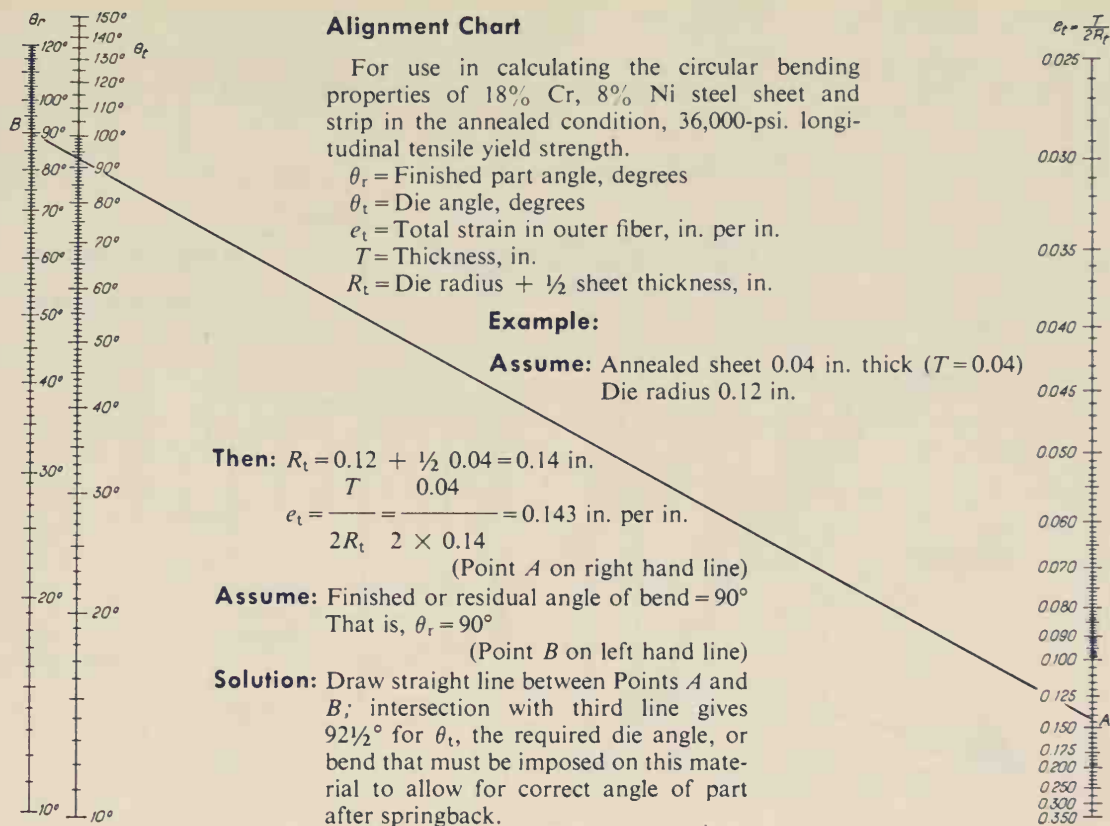 Alignment Chart
For use in calculating the circular bending
properties of 18% Cr, 8% Ni steel sheet and
strip in the annealed condition, 36,000-psi. longi-
tudinal tensile yield strength.
θr = Finished part angle, degrees
θt = Die angle, degrees
et = Total strain in outer fiber, in. per in.
T = Thickness, in.
Rt = Die radius + ½ sheet thickness, in.
Example:
Assume: Annealed sheet 0.04 in. thick (T = 0.04)
Die radius 0.12 in.
Then: Rt = 0.12 + ½ 0.04 = 0.14 in.
T 0.04
et = — = — = 0.143 in. per in.
2Rt 2 × 0.14
(Point A on right hand line)
Assume: Finished or residual angle of bend = 90°
That is, θr = 90°
(Point B on left hand line)
Solution: Draw straight line between Points A and
B; intersection with third line gives
92½° for θt, the required die angle, or
bend that must be imposed on this mate-
rial to allow for correct angle of part
after springback.
θr
120°
100°
B
90°
80°
70°
60°
50°
40°
30°
20°
10°
θt
150°
140°
130°
120°
110°
100°
90°
80°
70°
60°
50°
40°
30°
20°
10°
et = T/2Rt
0.025
0.030
0.035
0.040
0.045
0.050
0.060
0.070
0.080
0.090
0.100
0.125
A
0.150
0.175
0.200
0.250
0.300
0.350